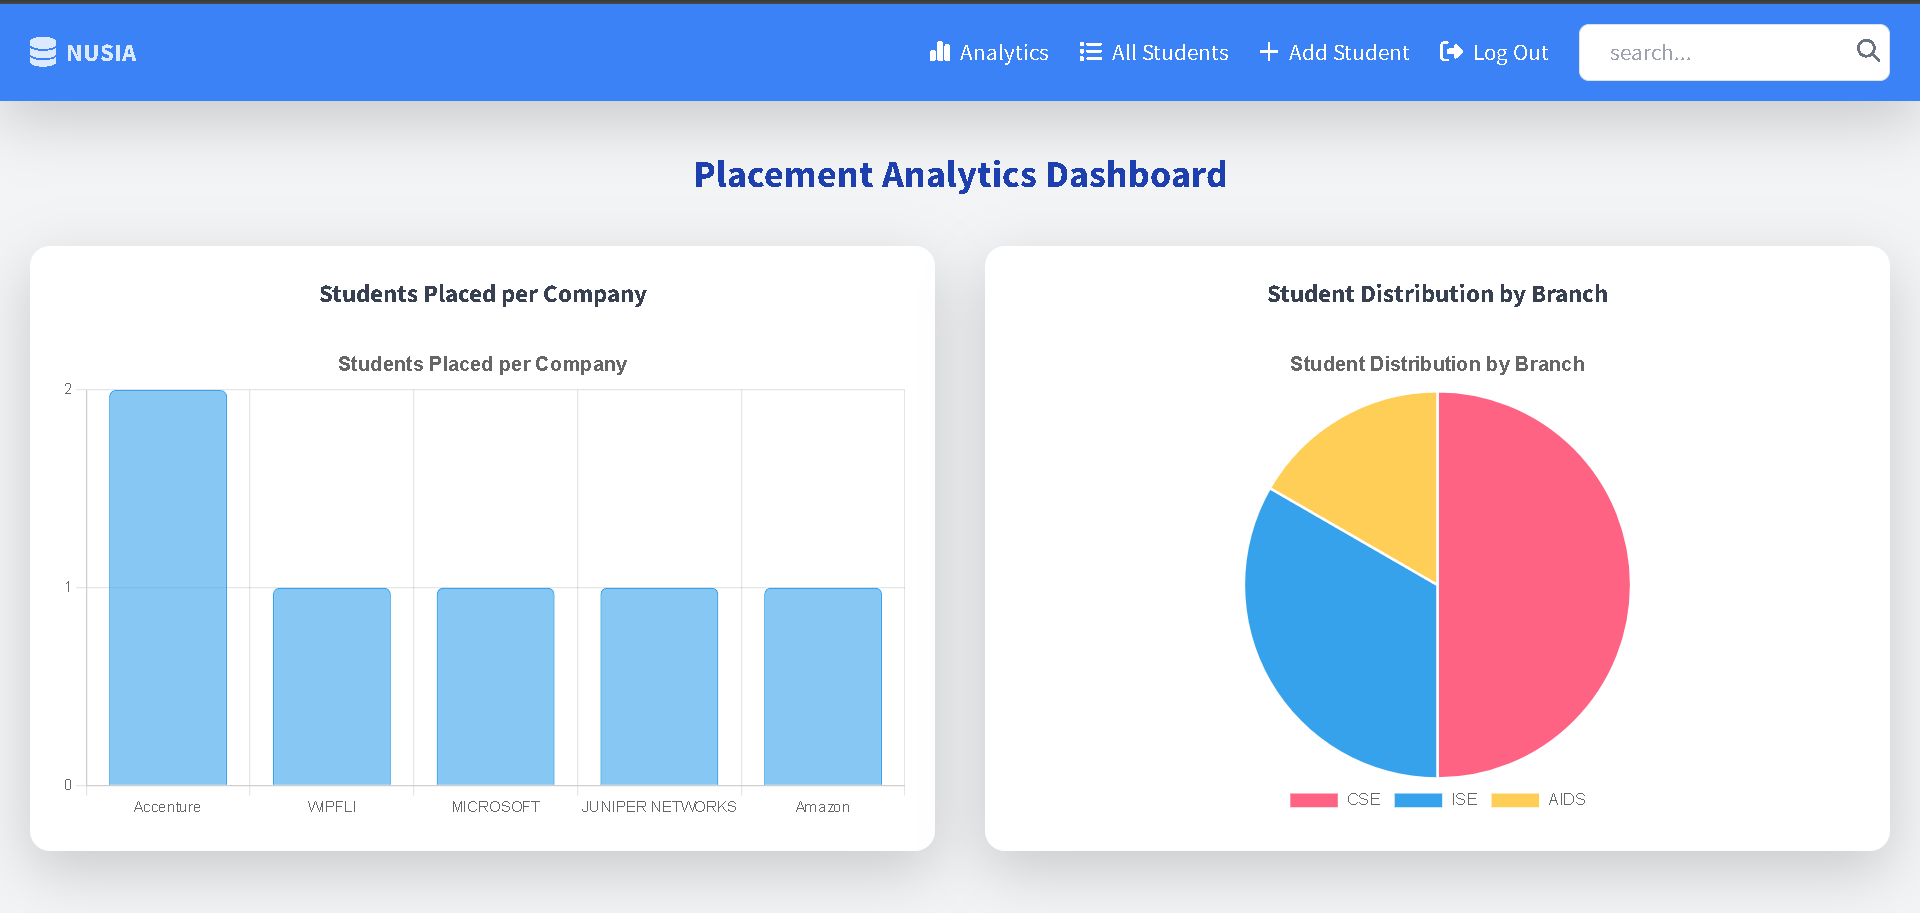 NUSIA
Analytics
All Students
Add Student
Log Out
search...
Placement Analytics Dashboard
Students Placed per Company
Students Placed per Company
2
1
0
Accenture
WIPFLI
MICROSOFT
JUNIPER NETWORKS
Amazon
Student Distribution by Branch
Student Distribution by Branch
CSE
ISE
AIDS